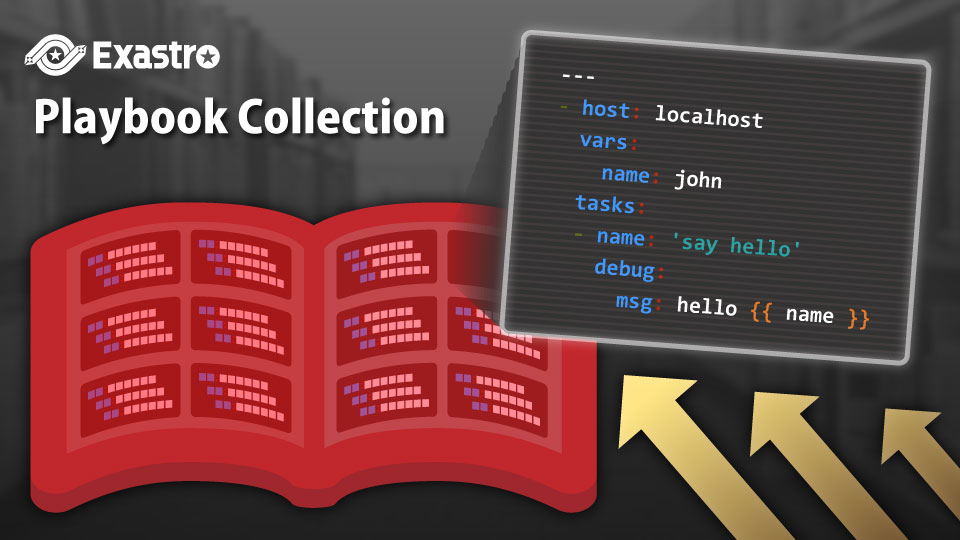 Exastro
Playbook Collection
---
- host: localhost
vars:
name: john
tasks:
- name: 'say hello'
debug:
msg: hello {{ name }}